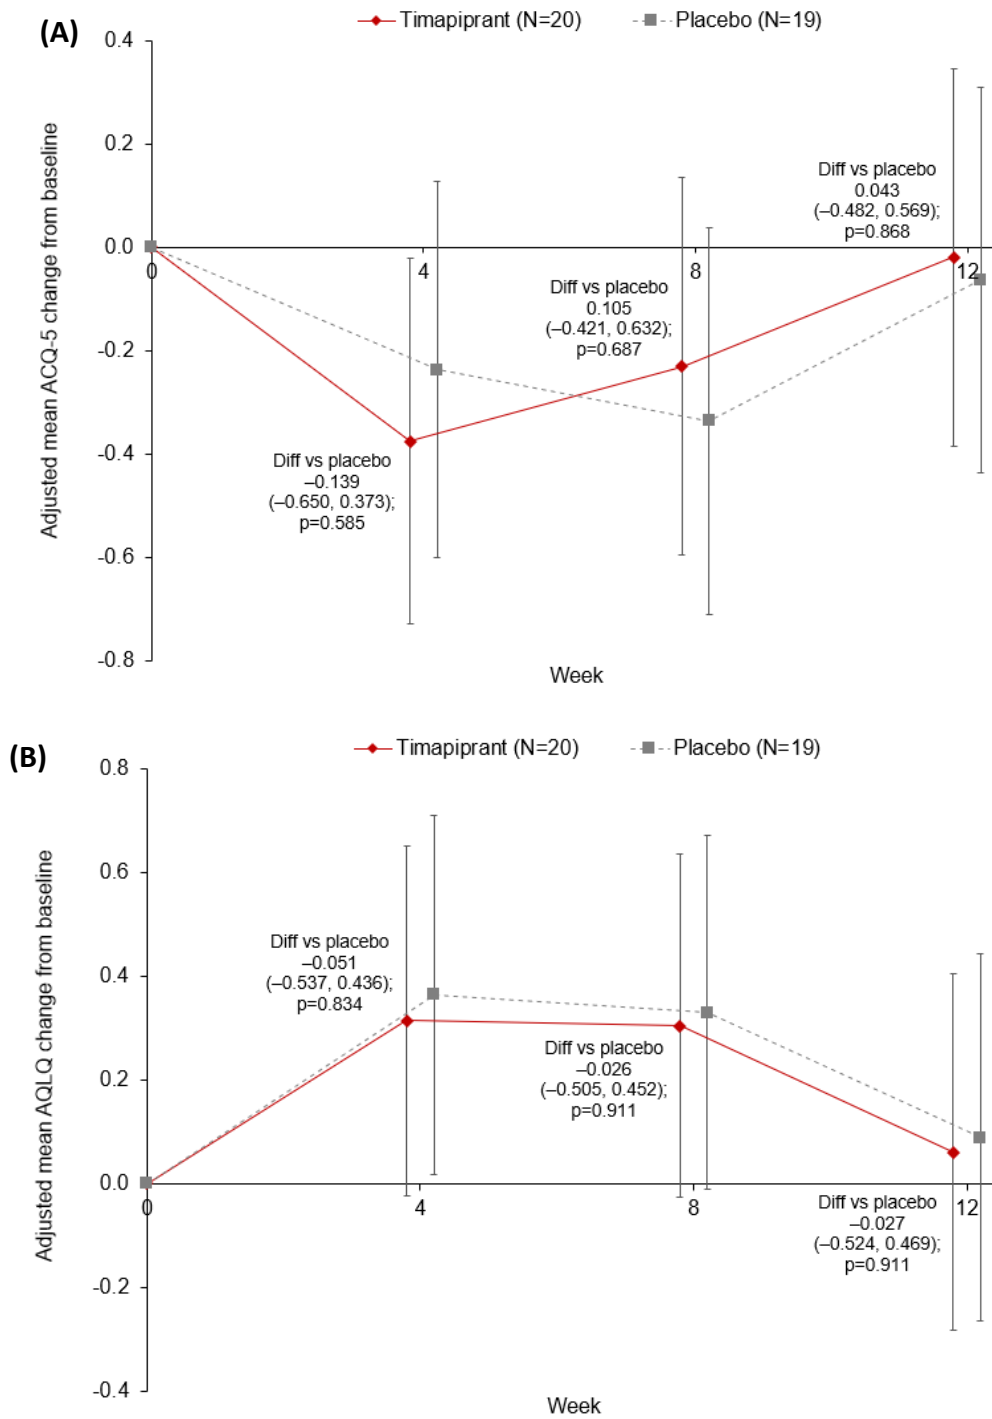 (A)
Timapiprant (N=20) Placebo (N=19)
Adjusted mean ACQ-5 change from baseline
0.4
0.2
0.0
-0.2
-0.4
-0.6
-0.8
0 4 8 12
Diff vs placebo
–0.139
(–0.650, 0.373);
p=0.585
Diff vs placebo
0.105
(–0.421, 0.632);
p=0.687
Diff vs placebo
0.043
(–0.482, 0.569);
p=0.868
Week
(B)
Timapiprant (N=20) Placebo (N=19)
Adjusted mean AQLQ change from baseline
0.8
0.6
0.4
0.2
0.0
-0.2
-0.4
0 4 8 12
Diff vs placebo
–0.051
(–0.537, 0.436);
p=0.834
Diff vs placebo
–0.026
(–0.505, 0.452);
p=0.911
Diff vs placebo
–0.027
(–0.524, 0.469);
p=0.911
Week